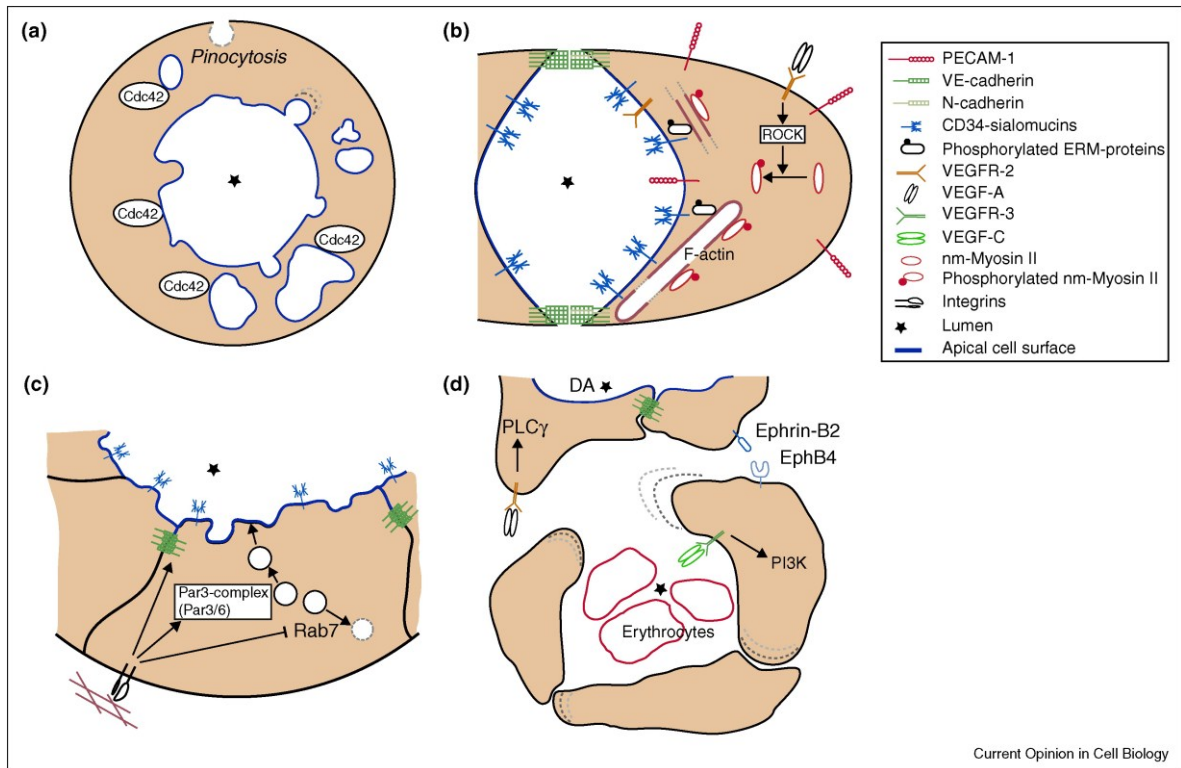 (a)
Pinocytosis
Cdc42
Cdc42
Cdc42
Cdc42
(b)
ROCK
F-actin
PECAM-1
VE-cadherin
N-cadherin
CD34-sialomucins
Phosphorylated ERM-proteins
VEGFR-2
VEGF-A
VEGFR-3
VEGF-C
nm-Myosin II
Phosphorylated nm-Myosin II
Integrins
Lumen
Apical cell surface
(c)
Par3-complex
(Par3/6)
Rab7
(d)
DA
PLCγ
Ephrin-B2
EphB4
PI3K
Erythrocytes
Current Opinion in Cell Biology